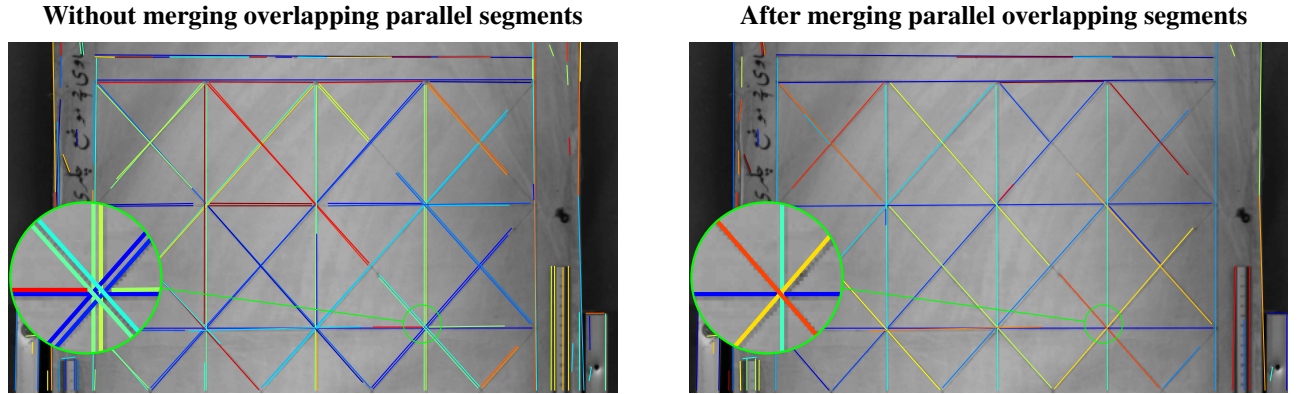 Without merging overlapping parallel segments
After merging parallel overlapping segments